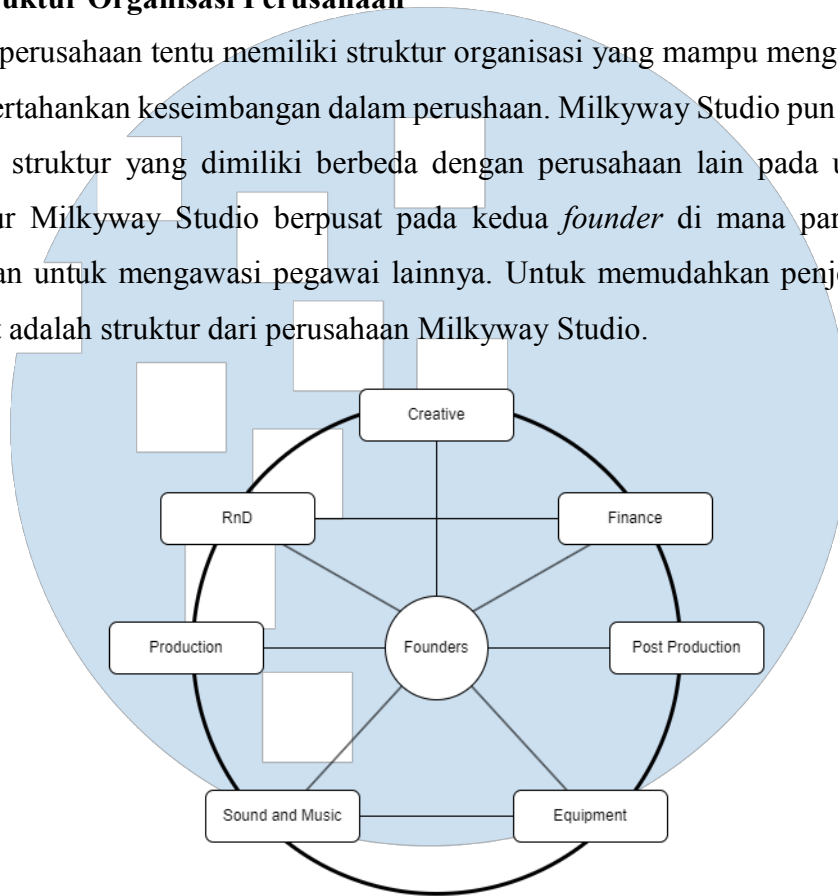 uktur Organisasi Perusahaan
perusahaan tentu memiliki struktur organisasi yang mampu meng
ertahankan keseimbangan dalam perushaan. Milkyway Studio pun
struktur yang dimiliki berbeda dengan perusahaan lain pada u
ur Milkyway Studio berpusat pada kedua founder di mana par
an untuk mengawasi pegawai lainnya. Untuk memudahkan penj
t adalah struktur dari perusahaan Milkyway Studio.
Creative
RnD
Finance
Production
Founders
Post Production
Sound and Music
Equipment